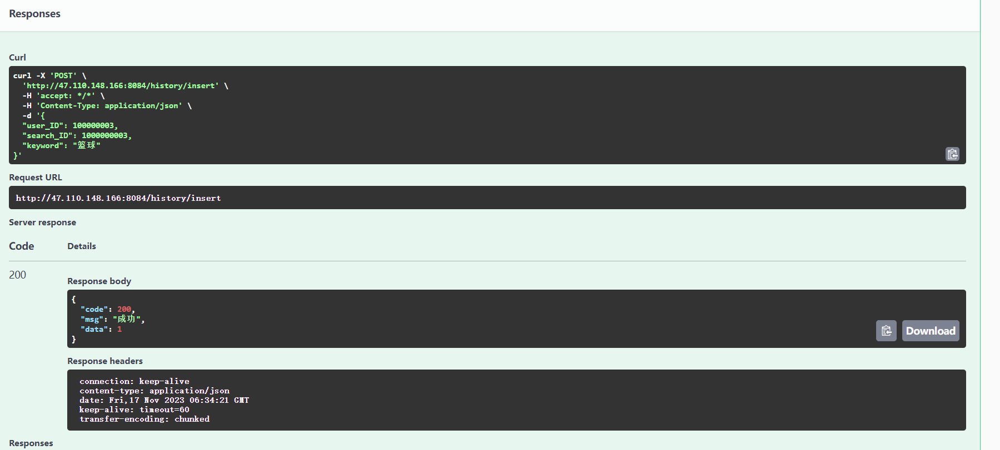 Responses
Curl
curl -X 'POST' \
'http://47.110.148.166:8084/history/insert' \
-H 'accept: */*' \
-H 'Content-Type: application/json' \
-d '{
"user_ID": 100000003,
"search_ID": 1000000003,
"keyword": "篮球"
}'
Request URL
http://47.110.148.166:8084/history/insert
Server response
Code Details
200
Response body
{
"code": 200,
"msg": "成功",
"data": 1
}
Download
Response headers
connection: keep-alive
content-type: application/json
date: Fri,17 Nov 2023 06:34:21 GMT
keep-alive: timeout=60
transfer-encoding: chunked
Responses